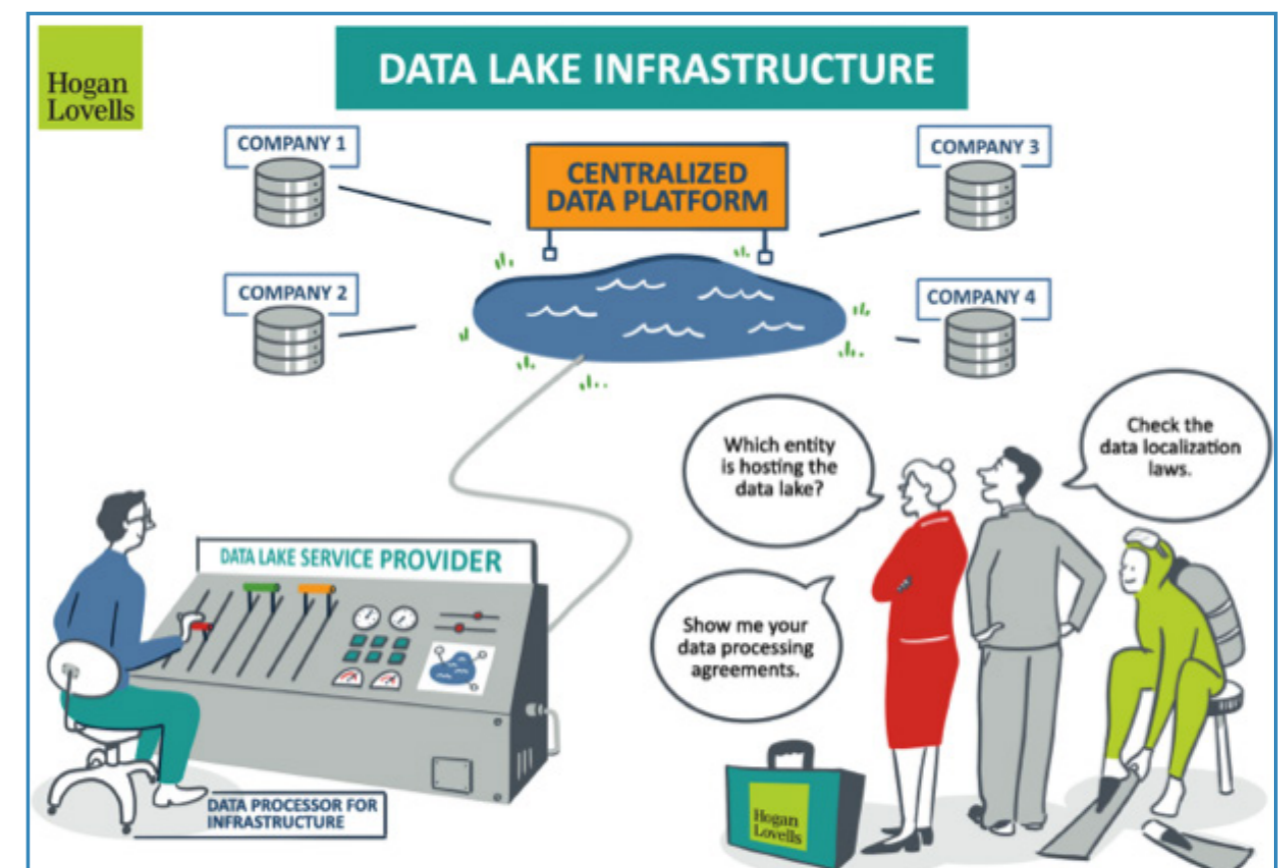 Hogan
Lovells
DATA LAKE INFRASTRUCTURE
COMPANY 1
COMPANY 3
CENTRALIZED
DATA PLATFORM
COMPANY 2
COMPANY 4
Which entity
is hosting the
data lake?
Check the
data localization
laws.
DATA LAKE SERVICE PROVIDER
Show me your
data processing
agreements.
DATA PROCESSOR FOR
INFRASTRUCTURE
Hogan
Lovells